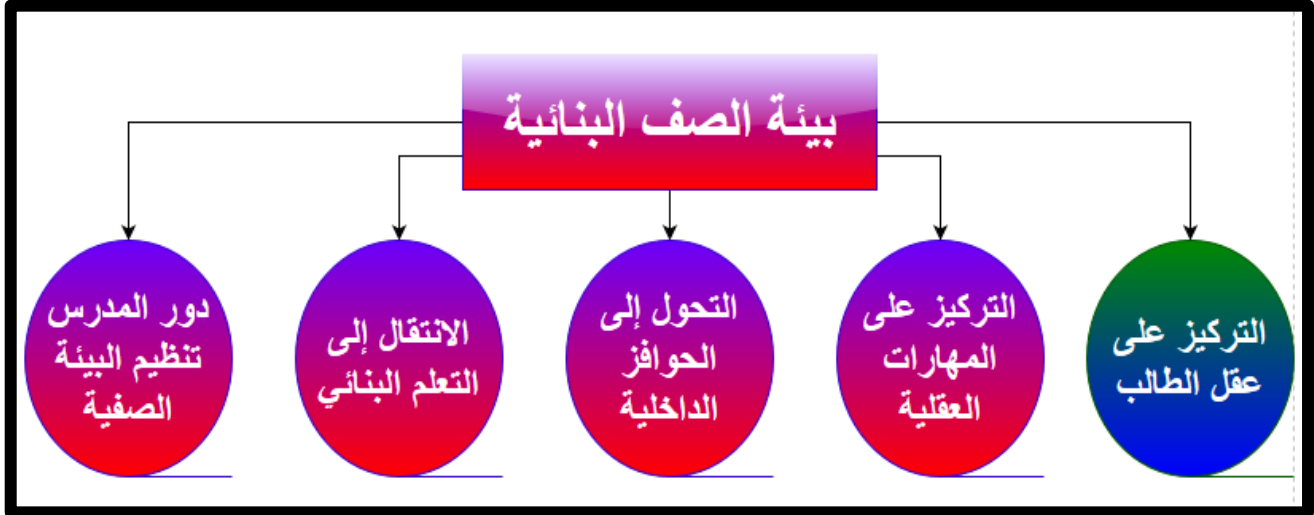 بيئة الصف البنائية
التركيز على
عقل الطالب
التركيز على
المهارات
العقلية
التحول إلى
الحوافز
الداخلية
الانتقال إلى
التعلم البنائي
دور المدرس
تنظيم البيئة
الصفية